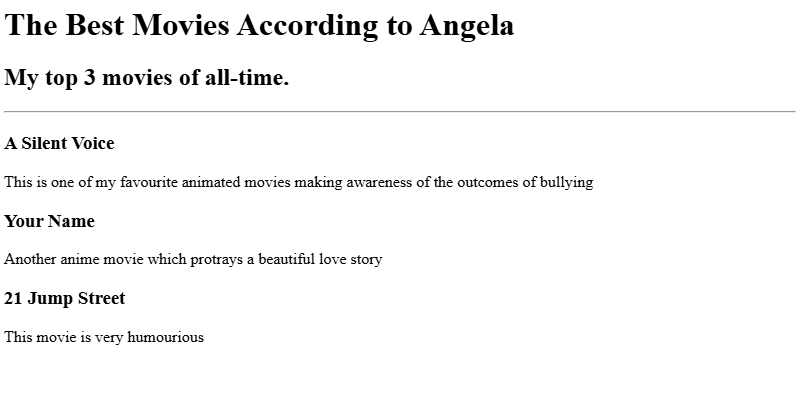 The Best Movies According to Angela
My top 3 movies of all-time.
A Silent Voice
This is one of my favourite animated movies making awareness of the outcomes of bullying
Your Name
Another anime movie which protrays a beautiful love story
21 Jump Street
This movie is very humourious